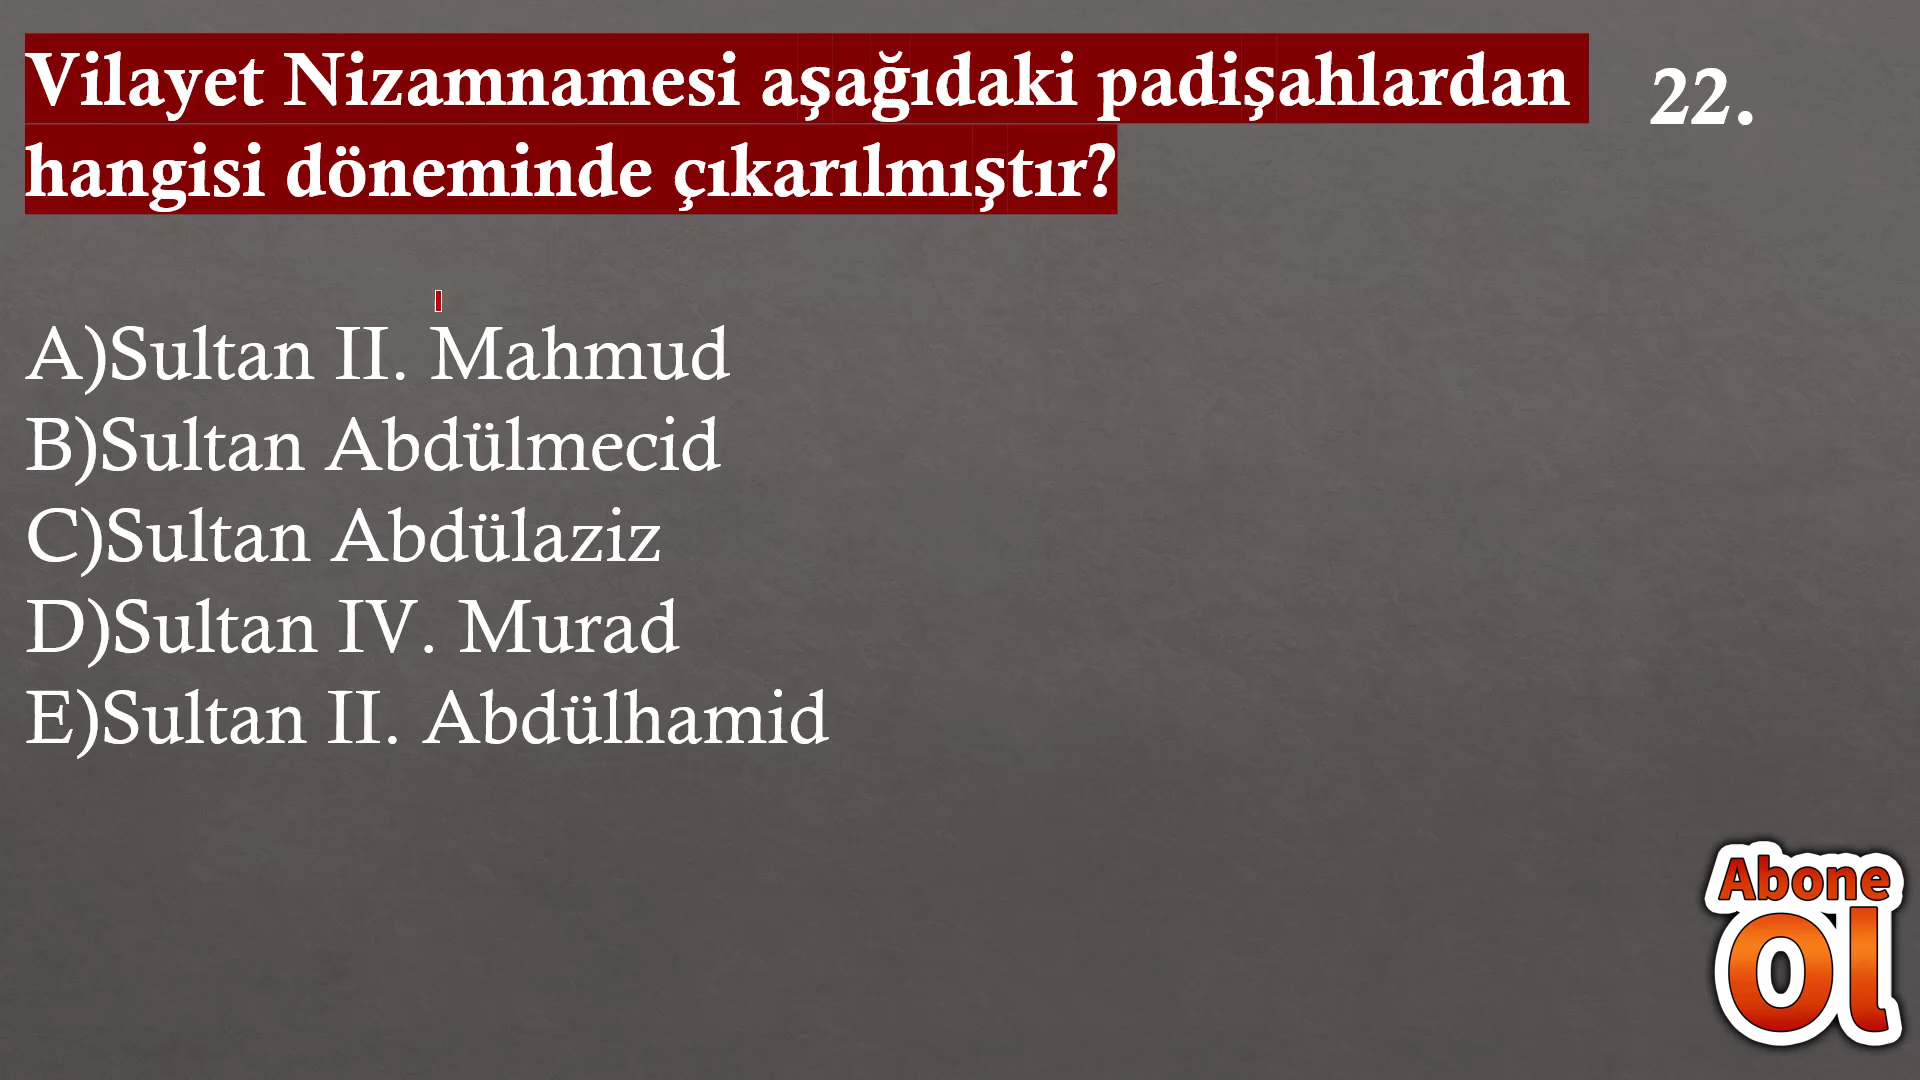 Vilayet Nizamnamesi aşağıdaki padişahlardan
hangisi döneminde çıkarılmıştır?
22.
A)Sultan II. Mahmud
B)Sultan Abdülmecid
C)Sultan Abdülaziz
D)Sultan IV. Murad
E)Sultan II. Abdülhamid
Abone
Ol